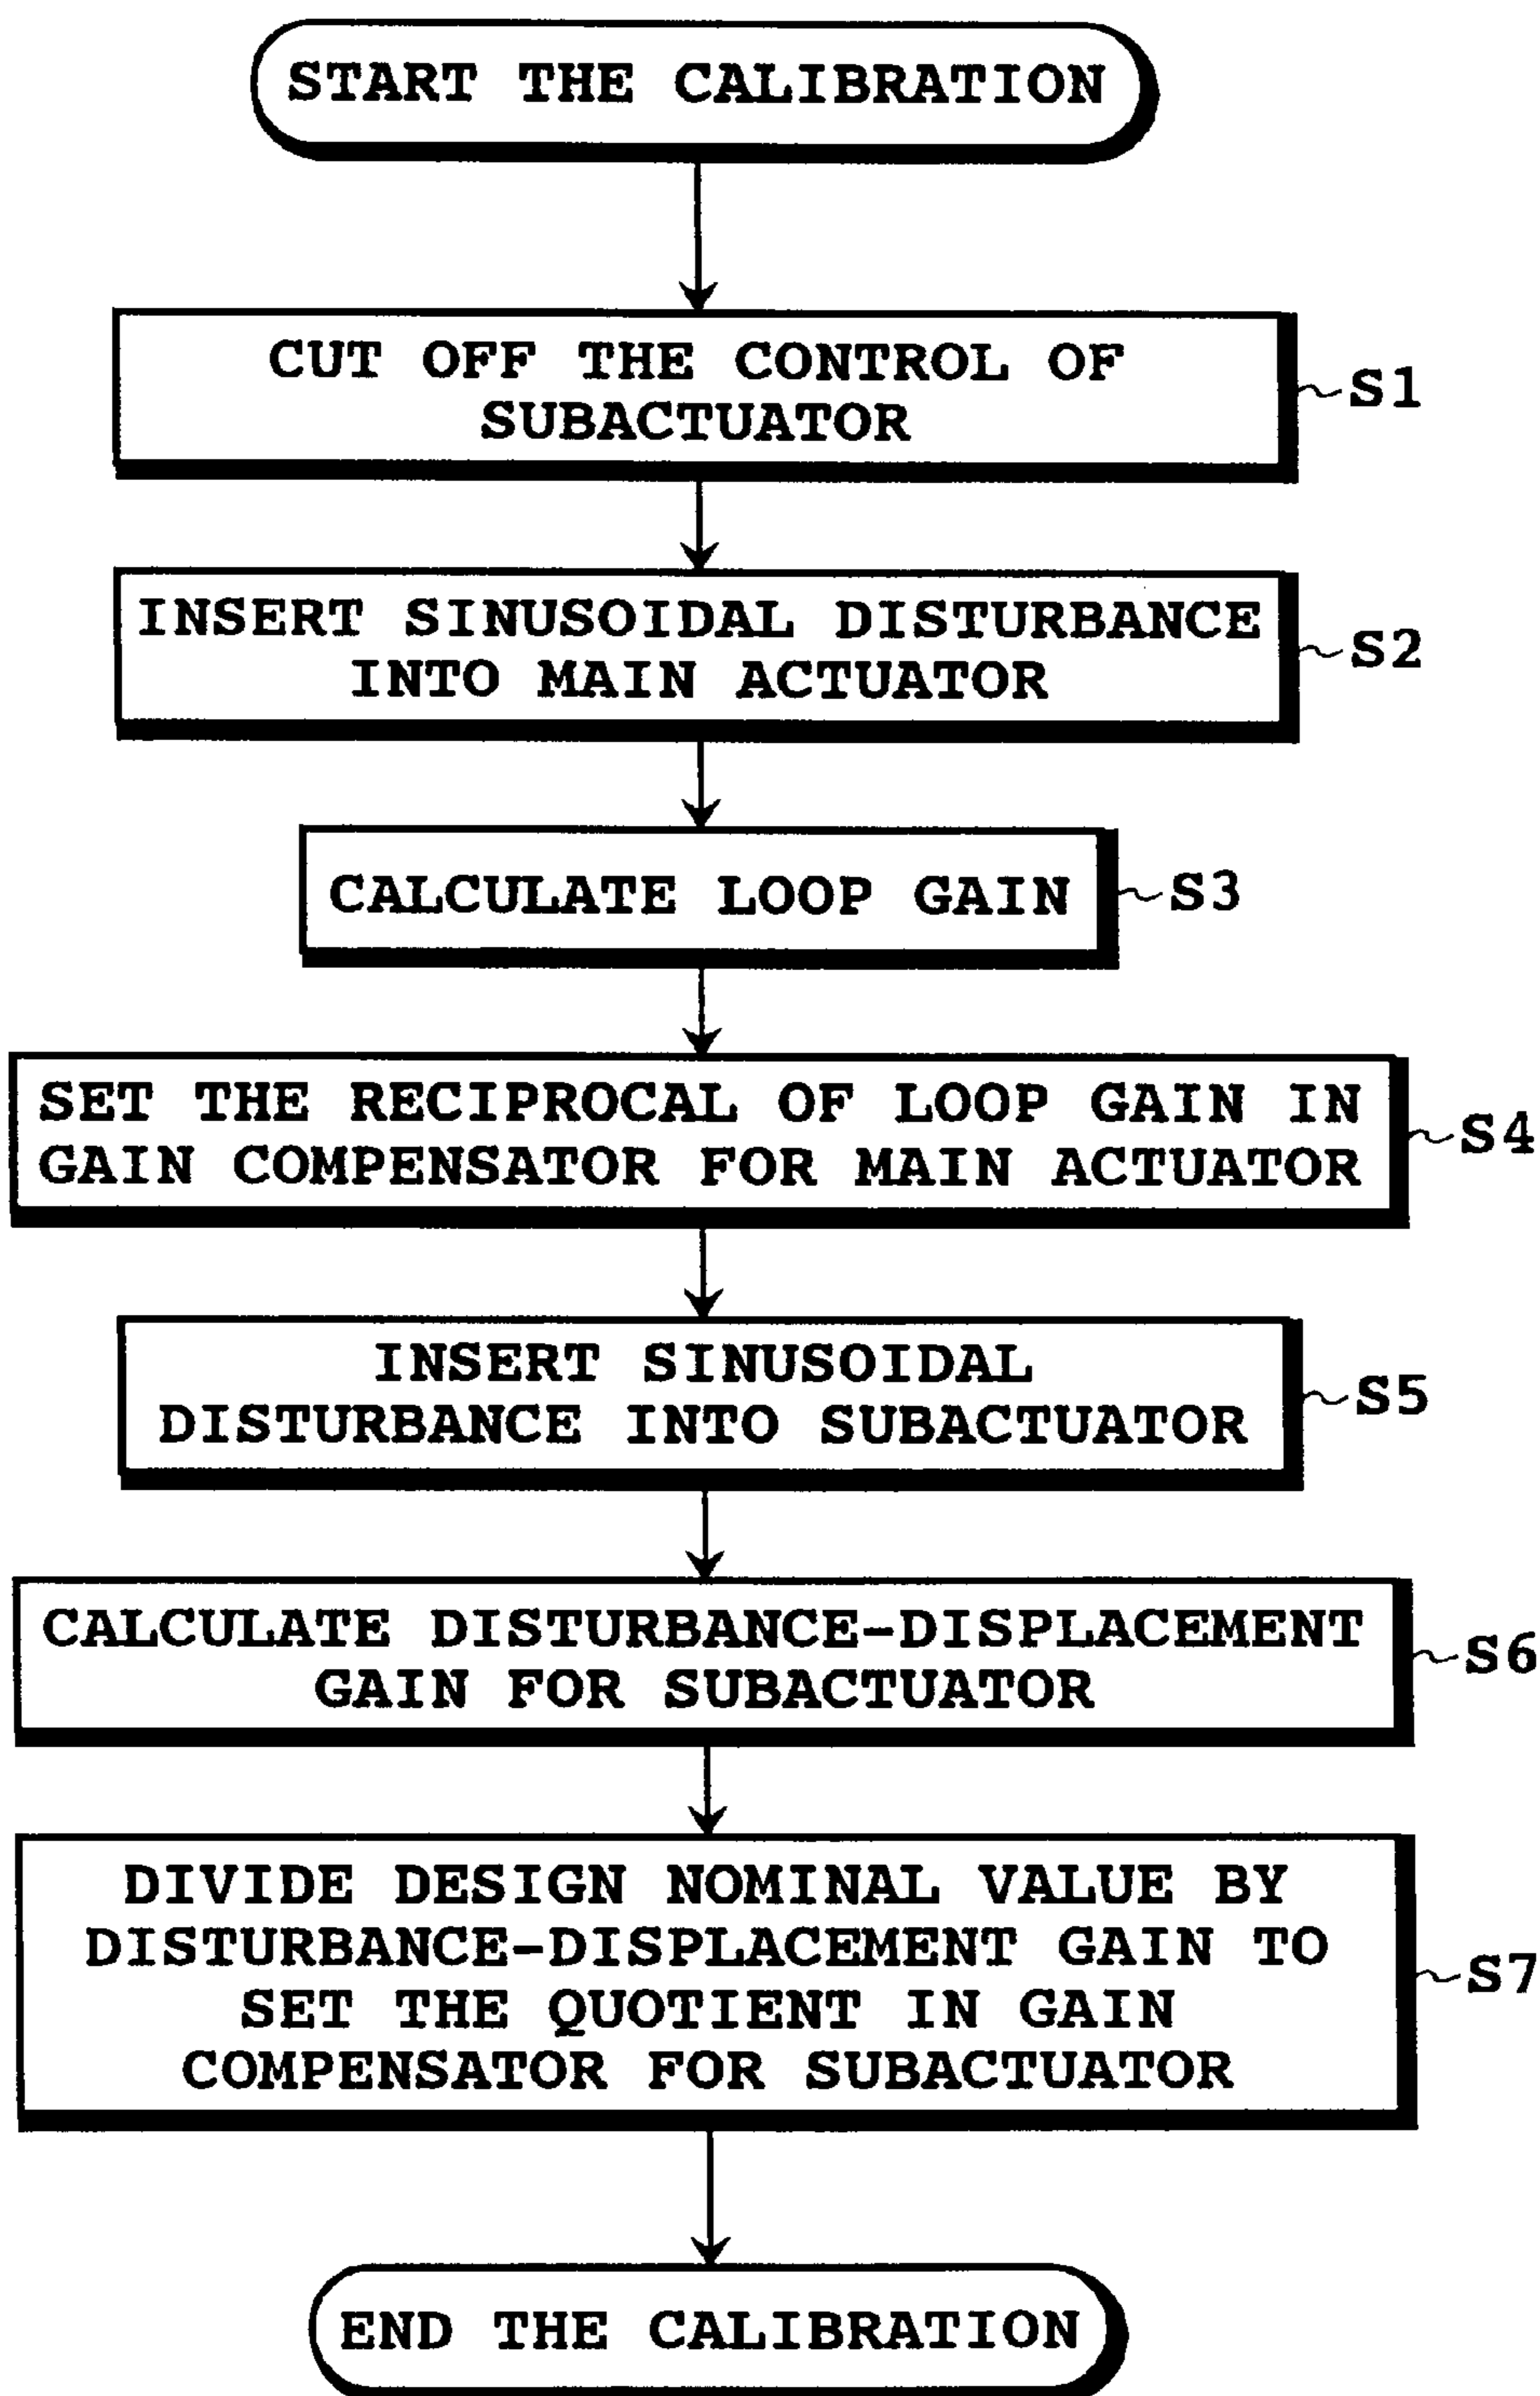 START THE CALIBRATION
CUT OFF THE CONTROL OF
SUBACTUATOR
S1
INSERT SINUSOIDAL DISTURBANCE
INTO MAIN ACTUATOR
S2
CALCULATE LOOP GAIN
S3
SET THE RECIPROCAL OF LOOP GAIN IN
GAIN COMPENSATOR FOR MAIN ACTUATOR
S4
INSERT SINUSOIDAL
DISTURBANCE INTO SUBACTUATOR
S5
CALCULATE DISTURBANCE-DISPLACEMENT
GAIN FOR SUBACTUATOR
S6
DIVIDE DESIGN NOMINAL VALUE BY
DISTURBANCE-DISPLACEMENT GAIN TO
SET THE QUOTIENT IN GAIN
COMPENSATOR FOR SUBACTUATOR
S7
END THE CALIBRATION